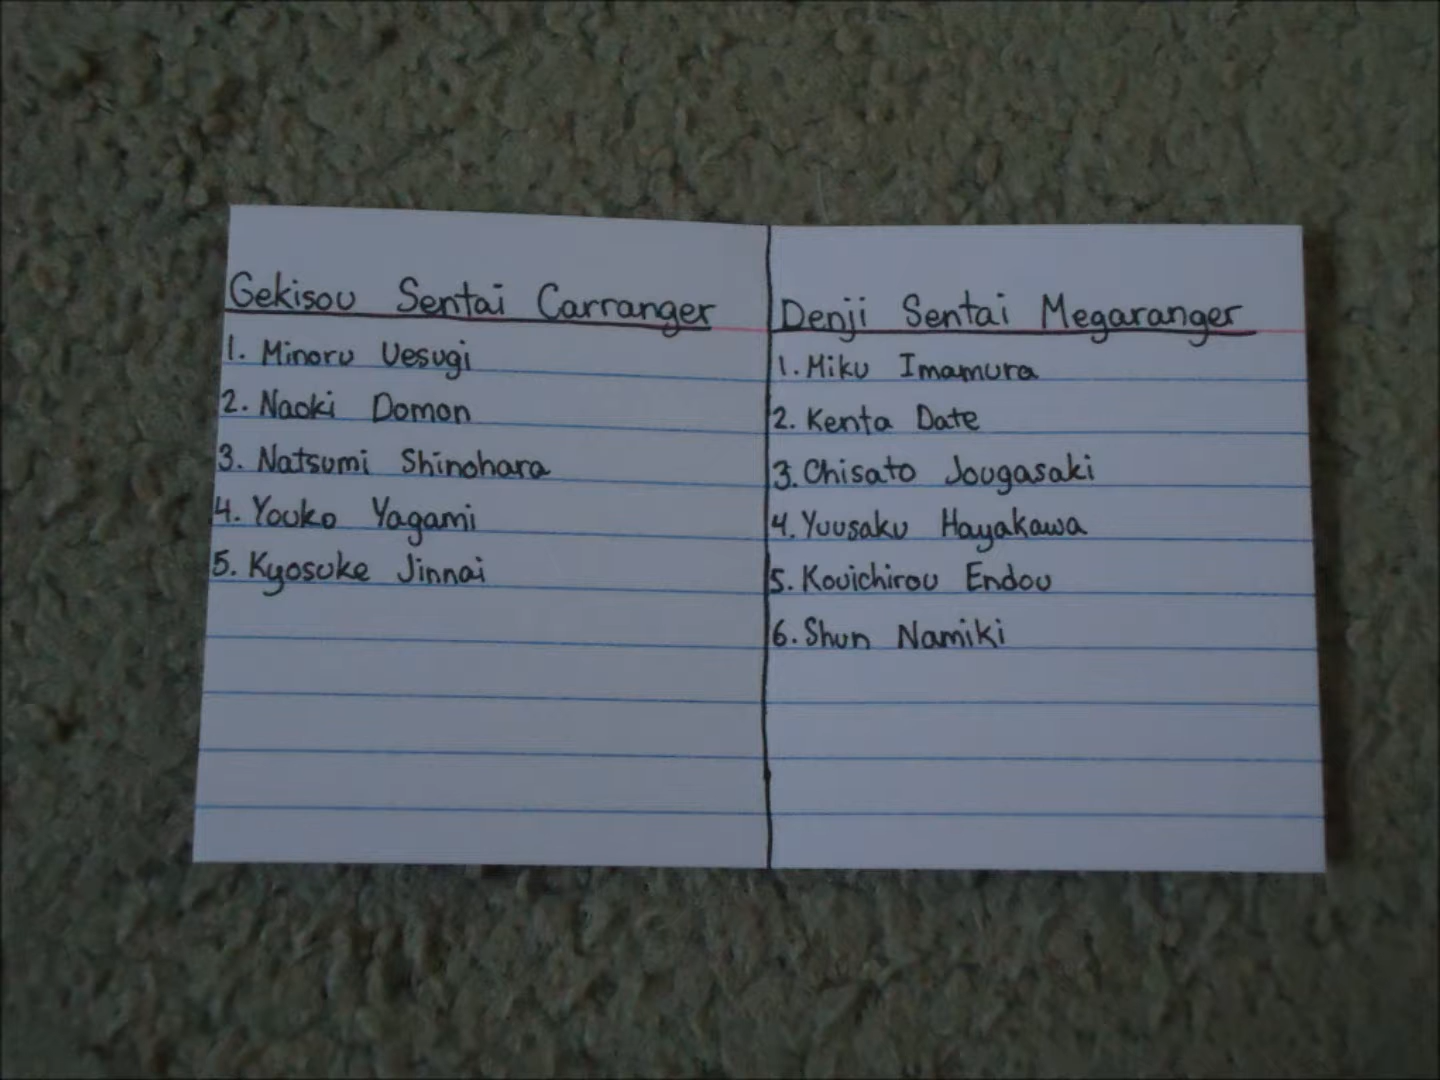 Gekisou Sentai Carranger
1. Minoru Uesugi
2. Naoki Domon
3. Natsumi Shinohara
4. Youko Yagami
5. Kyosuke Jinnai
Denji Sentai Megaranger
1. Miku Imamura
2. Kenta Date
3. Chisato Jougasaki
4. Yuusaku Hayakawa
5. Kouichirou Endou
6. Shun Namiki